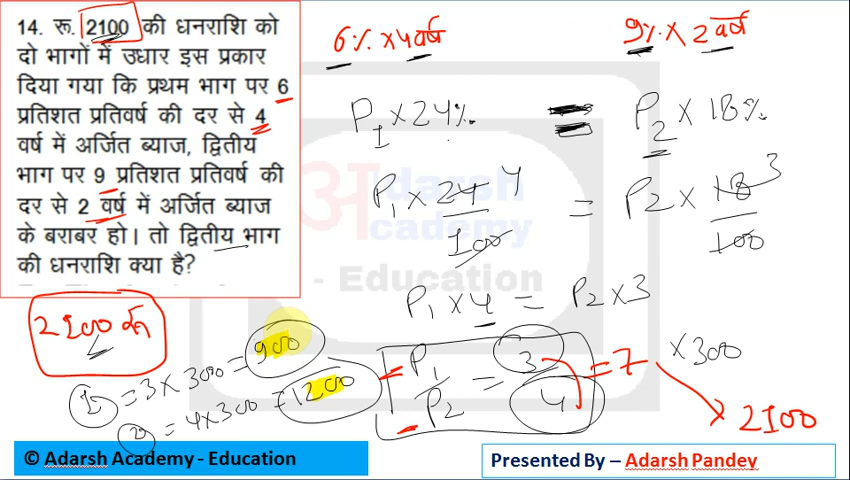 14. रू. 2100 की धनराशि को
दो भागों में उधार इस प्रकार
दिया गया कि प्रथम भाग पर 6
प्रतिशत प्रतिवर्ष की दर से 4
वर्ष में अर्जित ब्याज, द्वितीय
भाग पर 9 प्रतिशत प्रतिवर्ष की
दर से 2 वर्ष में अर्जित ब्याज
के बराबर हो। तो द्वितीय भाग
की धनराशि क्या है?
6% × 4 वर्ष
9% × 2 वर्ष
P1 × 24% = P2 × 18%
P1 × 24/100 4 = P2 × 18/100 3
P1 × 4 = P2 × 3
P1/P2 = 3/4 = 7 × 300
2100
2100 रू
1 = 3 × 300 = 900
2 = 4 × 300 = 1200
अ Adarsh
Academy
- Education
© Adarsh Academy - Education
Presented By – Adarsh Pandey